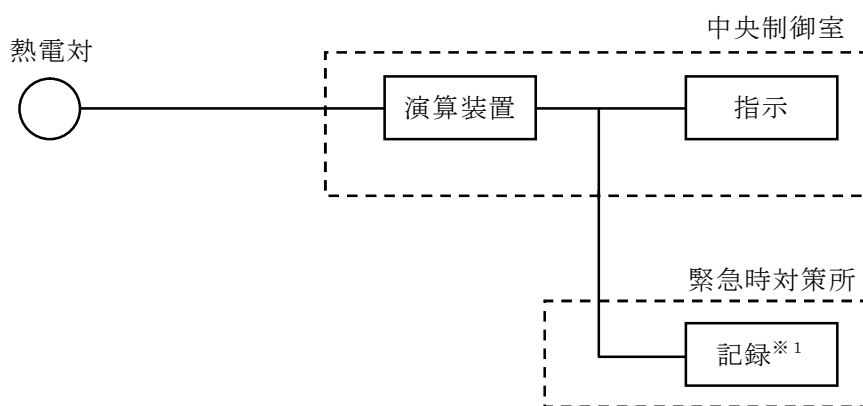 中央制御室
熱電対
演算装置
指示
緊急時対策所
記録※1